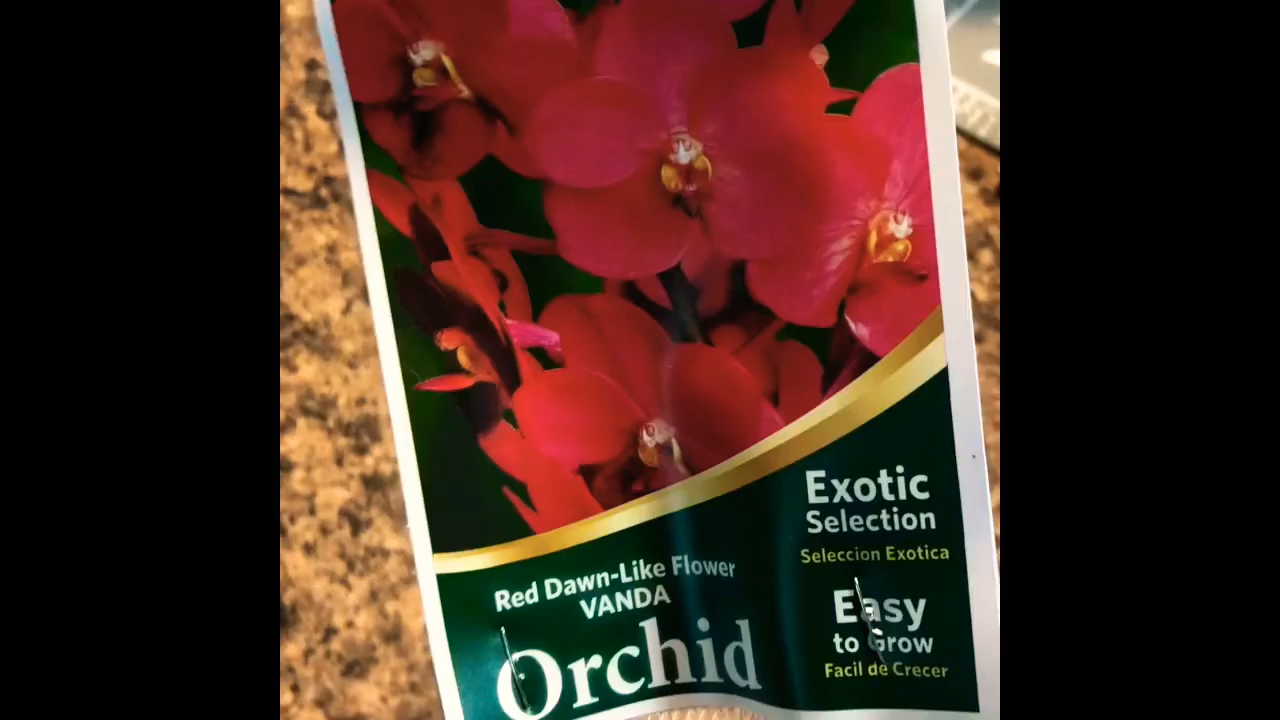 Exotic
Selection
Seleccion Exotica
Red Dawn-Like Flower
VANDA
Orchid
Easy
to Grow
Facil de Crecer